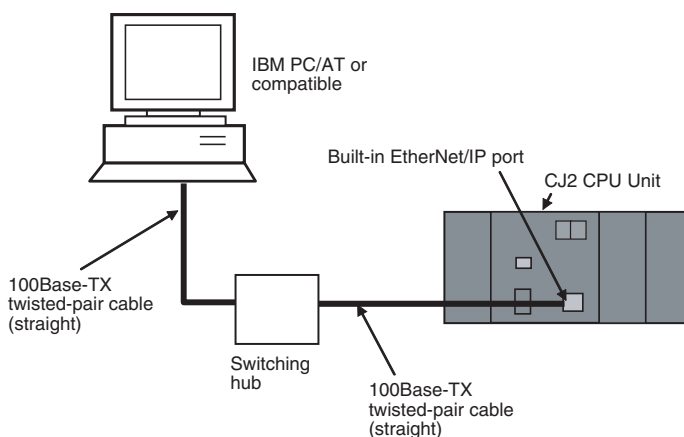 IBM PC/AT or
compatible
Built-in EtherNet/IP port
CJ2 CPU Unit
100Base-TX
twisted-pair cable
(straight)
Switching
hub
100Base-TX
twisted-pair cable
(straight)